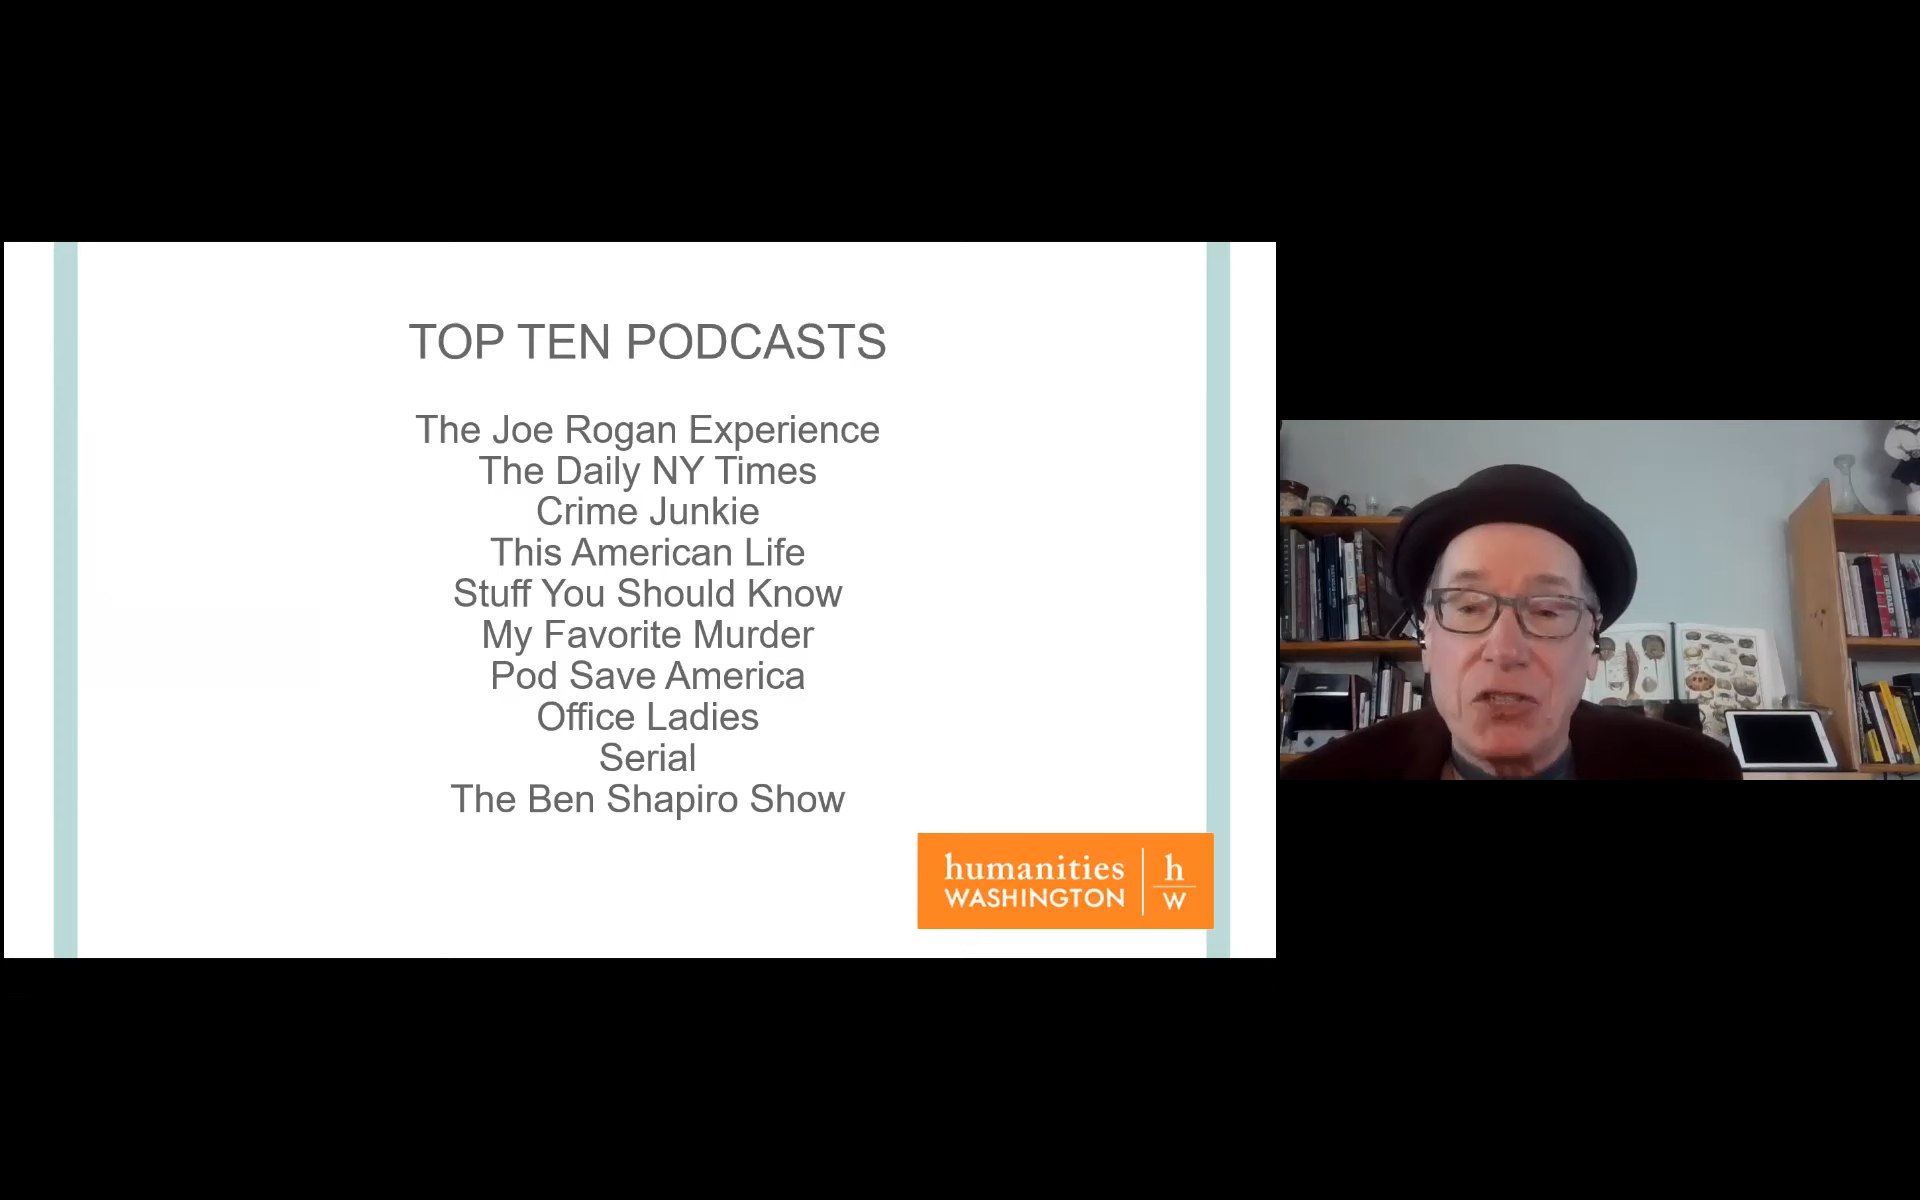 TOP TEN PODCASTS
The Joe Rogan Experience
The Daily NY Times
Crime Junkie
This American Life
Stuff You Should Know
My Favorite Murder
Pod Save America
Office Ladies
Serial
The Ben Shapiro Show
humanities
WASHINGTON
h
w